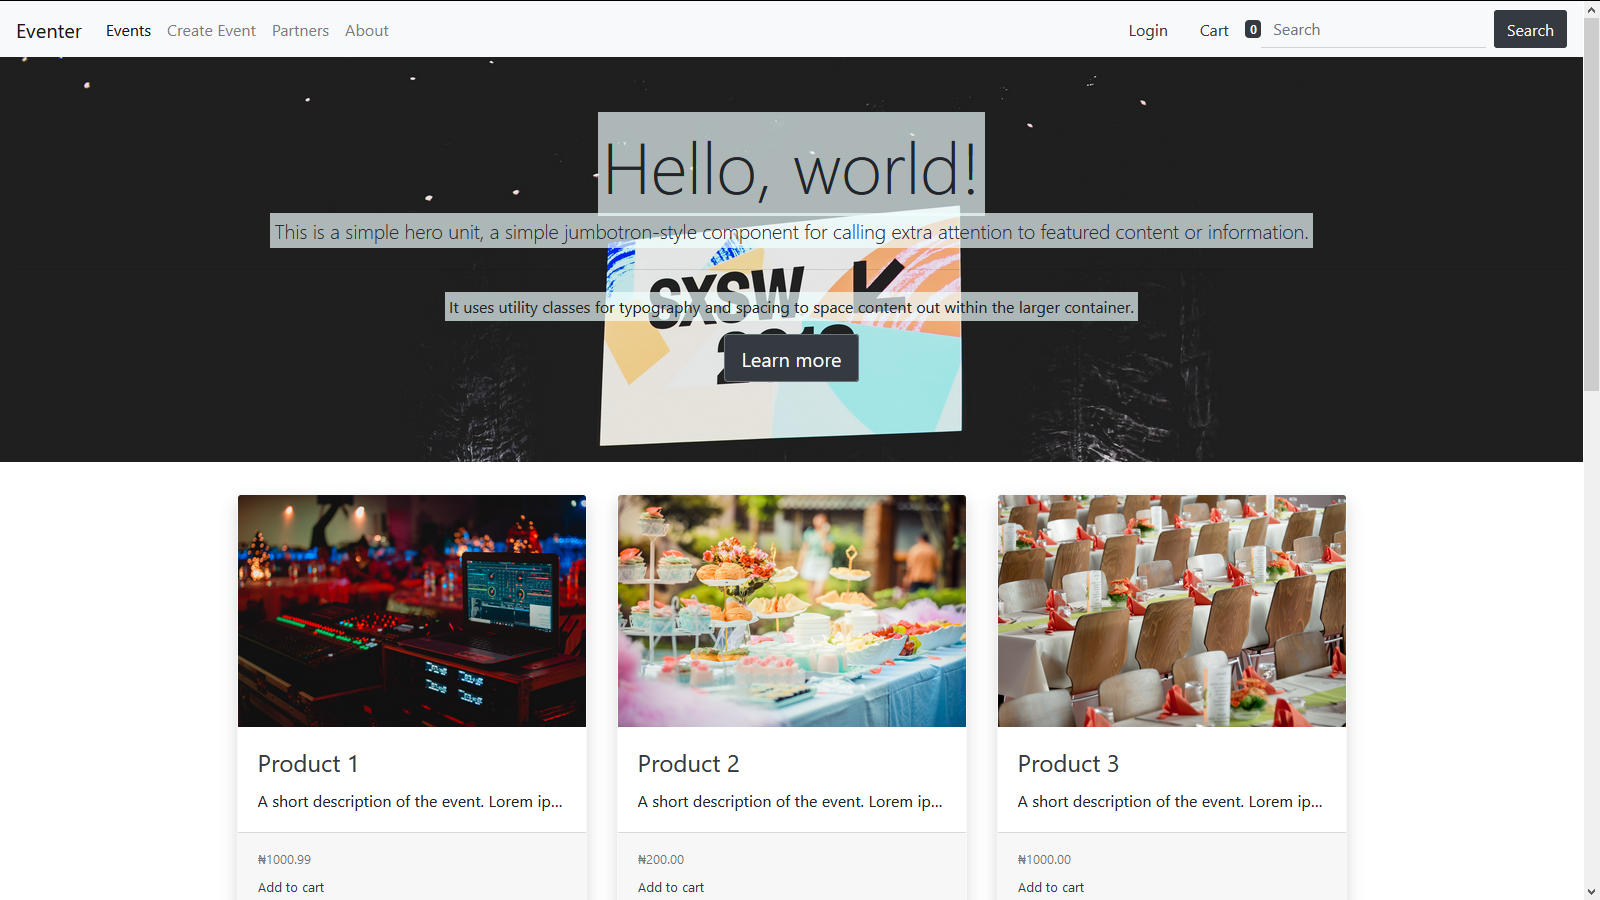 Eventer Events Create Event Partners About Login Cart 0 Search Search
Hello, world!
This is a simple hero unit, a simple jumbotron-style component for calling extra attention to featured content or information.
SXSW
It uses utility classes for typography and spacing to space content out within the larger container.
Learn more
Product 1
A short description of the event. Lorem ip...
₦1000.99
Add to cart
Product 2
A short description of the event. Lorem ip...
₦200.00
Add to cart
Product 3
A short description of the event. Lorem ip...
₦1000.00
Add to cart